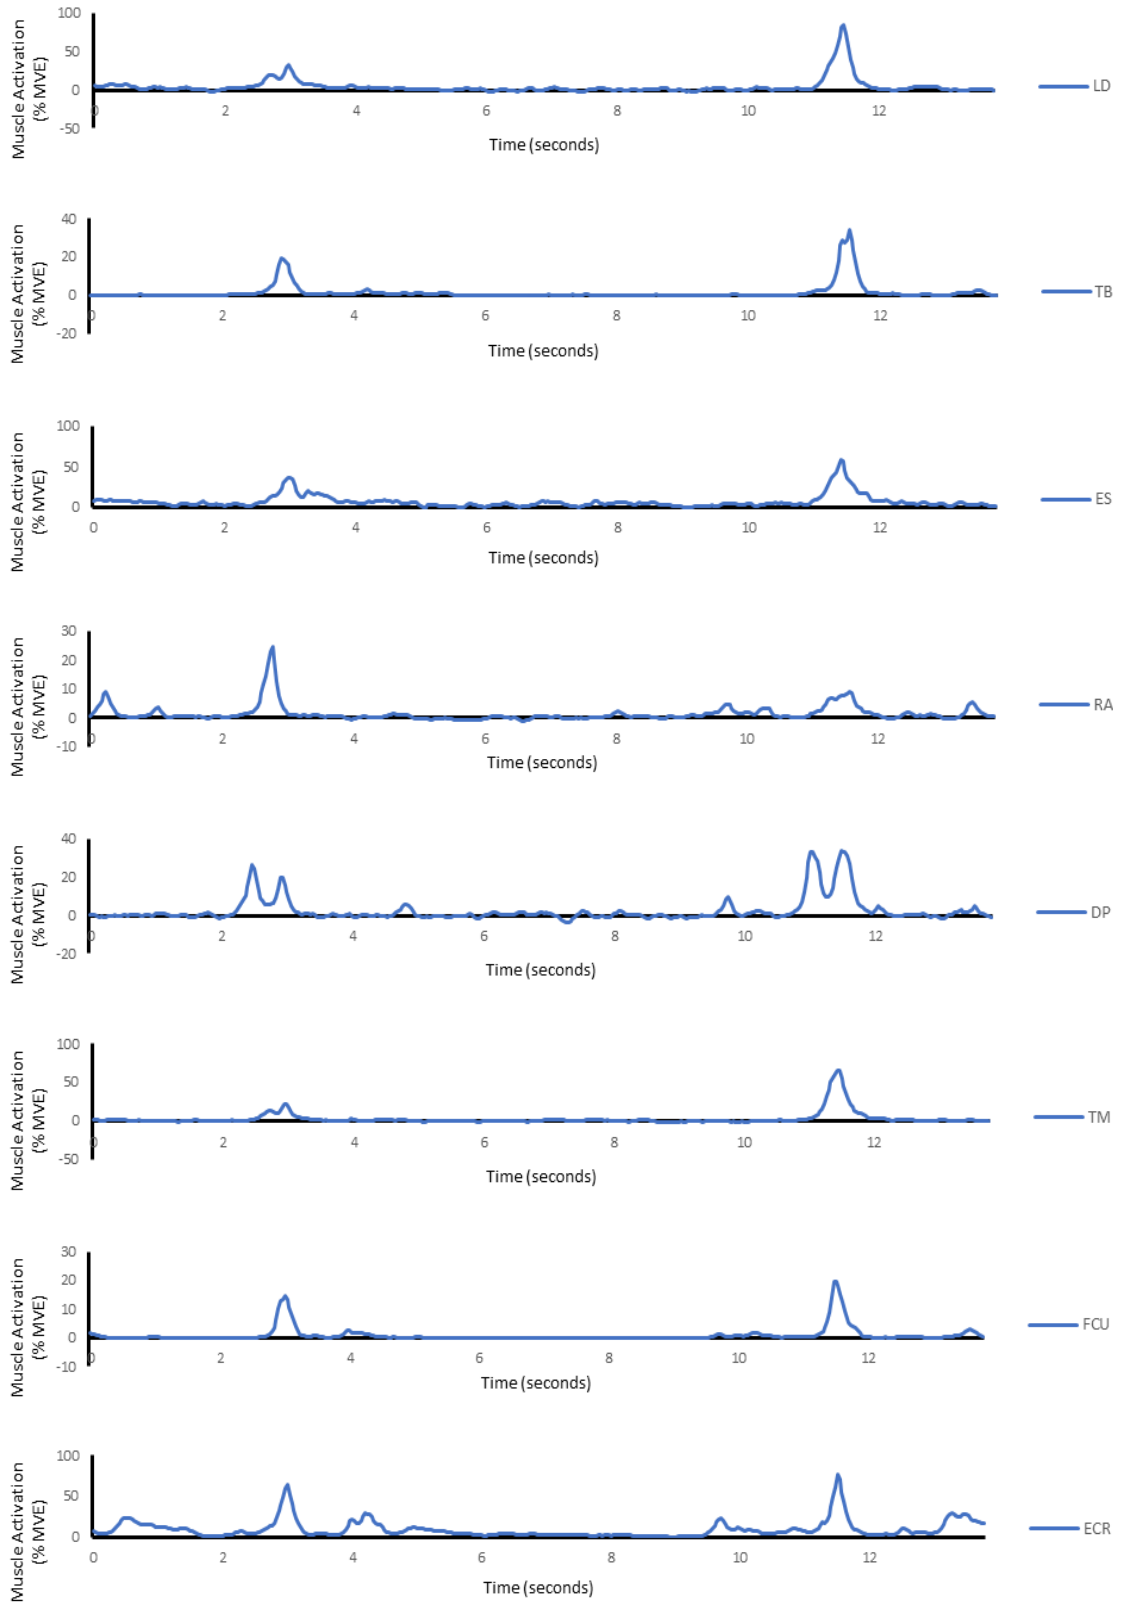 Muscle Activation
(% MVE)
100
50
0
-50
0 2 4 6 8 10 12
Time (seconds)
LD
Muscle Activation
(% MVE)
40
20
0
-20
0 2 4 6 8 10 12
Time (seconds)
TB
Muscle Activation
(% MVE)
100
50
0
0 2 4 6 8 10 12
Time (seconds)
ES
Muscle Activation
(% MVE)
30
20
10
0
-10
0 2 4 6 8 10 12
Time (seconds)
RA
Muscle Activation
(% MVE)
40
20
0
-20
0 2 4 6 8 10 12
Time (seconds)
DP
Muscle Activation
(% MVE)
100
50
0
-50
0 2 4 6 8 10 12
Time (seconds)
TM
Muscle Activation
(% MVE)
30
20
10
0
-10
0 2 4 6 8 10 12
Time (seconds)
FCU
Muscle Activation
(% MVE)
100
50
0
0 2 4 6 8 10 12
Time (seconds)
ECR